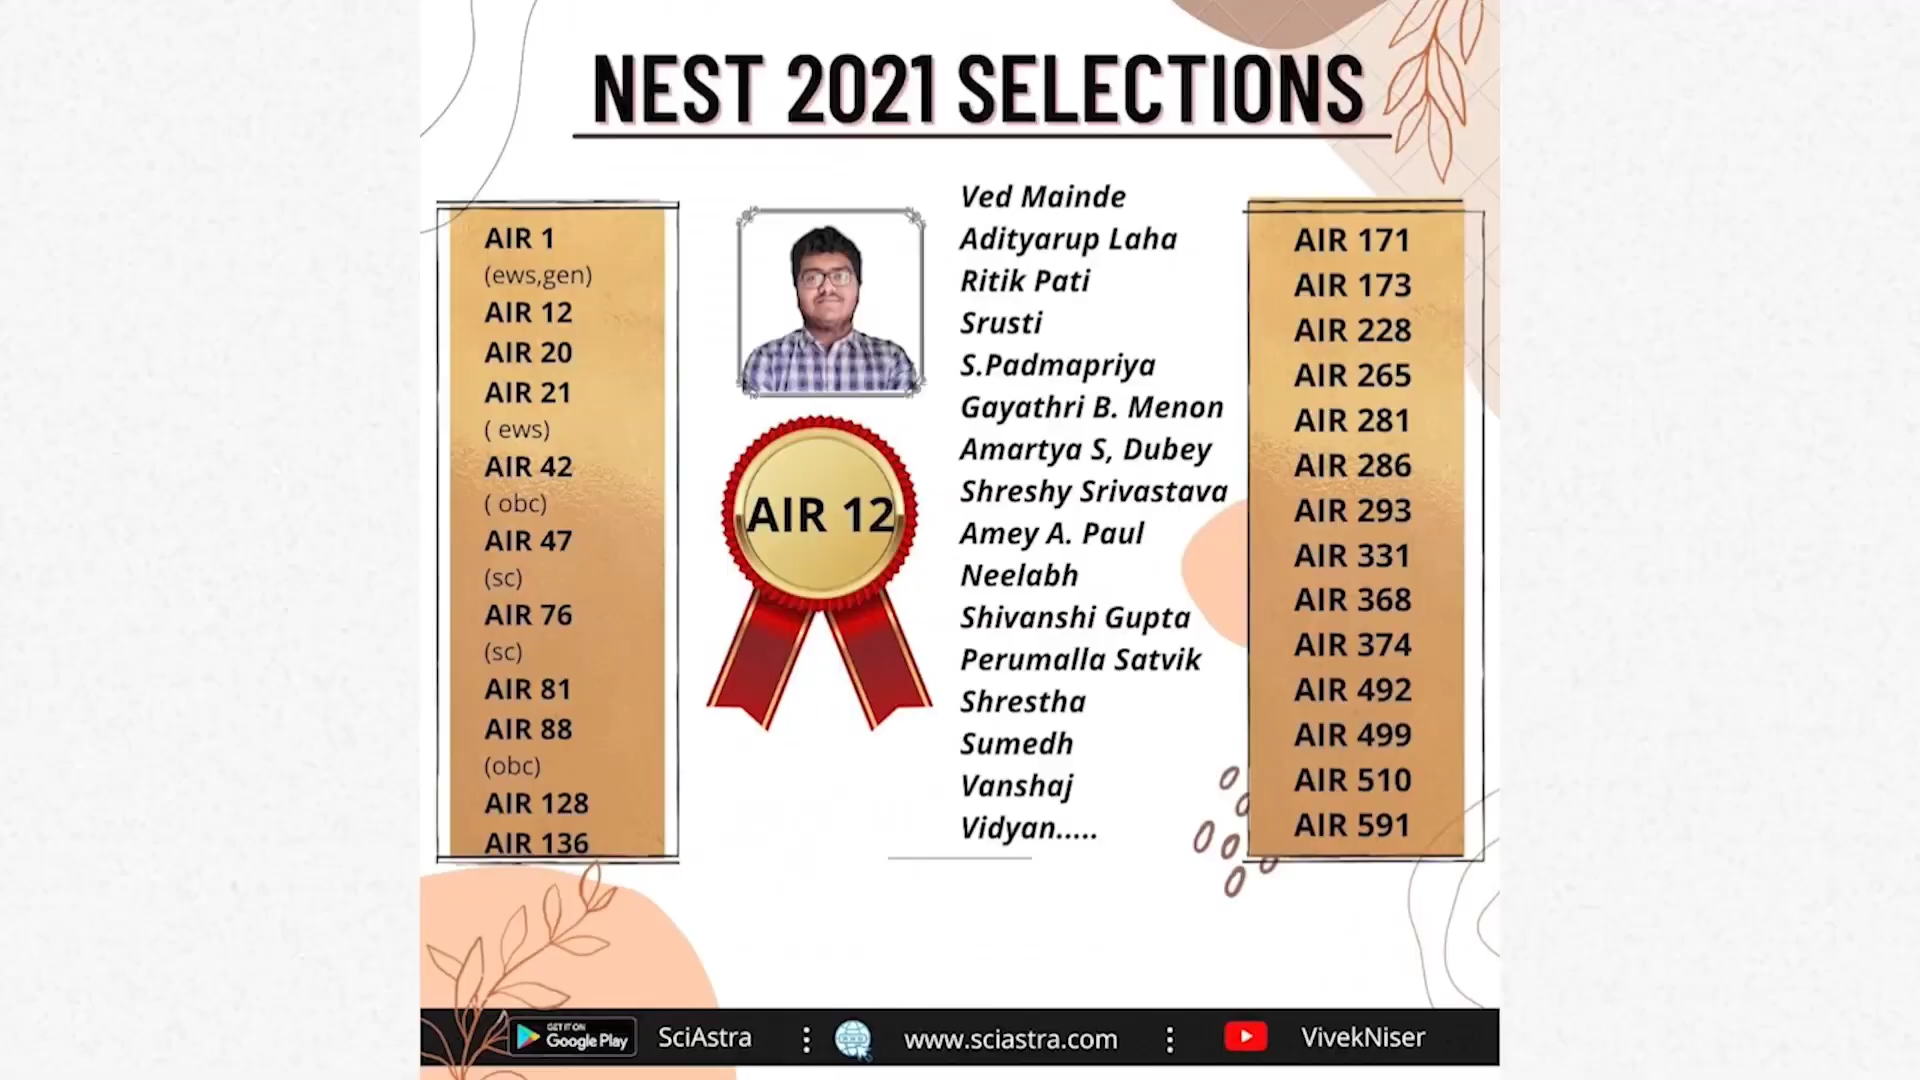 NEST 2021 SELECTIONS
AIR 1
(ews,gen)
AIR 12
AIR 20
AIR 21
( ews)
AIR 42
( obc)
AIR 47
(sc)
AIR 76
(sc)
AIR 81
AIR 88
(obc)
AIR 128
AIR 136
AIR 12
Ved Mainde
Adityarup Laha
Ritik Pati
Srusti
S.Padmapriya
Gayathri B. Menon
Amartya S, Dubey
Shreshy Srivastava
Amey A. Paul
Neelabh
Shivanshi Gupta
Perumalla Satvik
Shrestha
Sumedh
Vanshaj
Vidyan.....
AIR 171
AIR 173
AIR 228
AIR 265
AIR 281
AIR 286
AIR 293
AIR 331
AIR 368
AIR 374
AIR 492
AIR 499
AIR 510
AIR 591
GET IT ON
Google Play
SciAstra
www.sciastra.com
VivekNiser